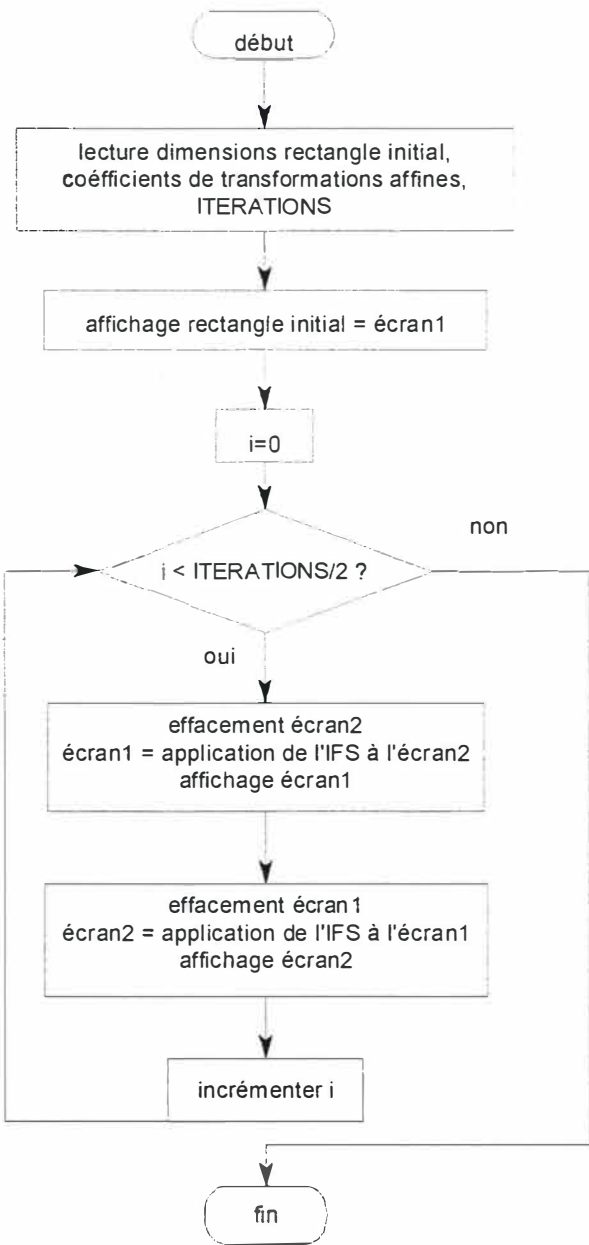 début
lecture dimensions rectangle initial,
coéfficients de transformations affines,
ITERATIONS
affichage rectangle initial = écran1
i=0
non
i < ITERATIONS/2 ?
oui
effacement écran2
écran1 = application de l'IFS à l'écran2
affichage écran1
effacement écran1
écran2 = application de l'IFS à l'écran1
affichage écran2
incrémenter i
fin